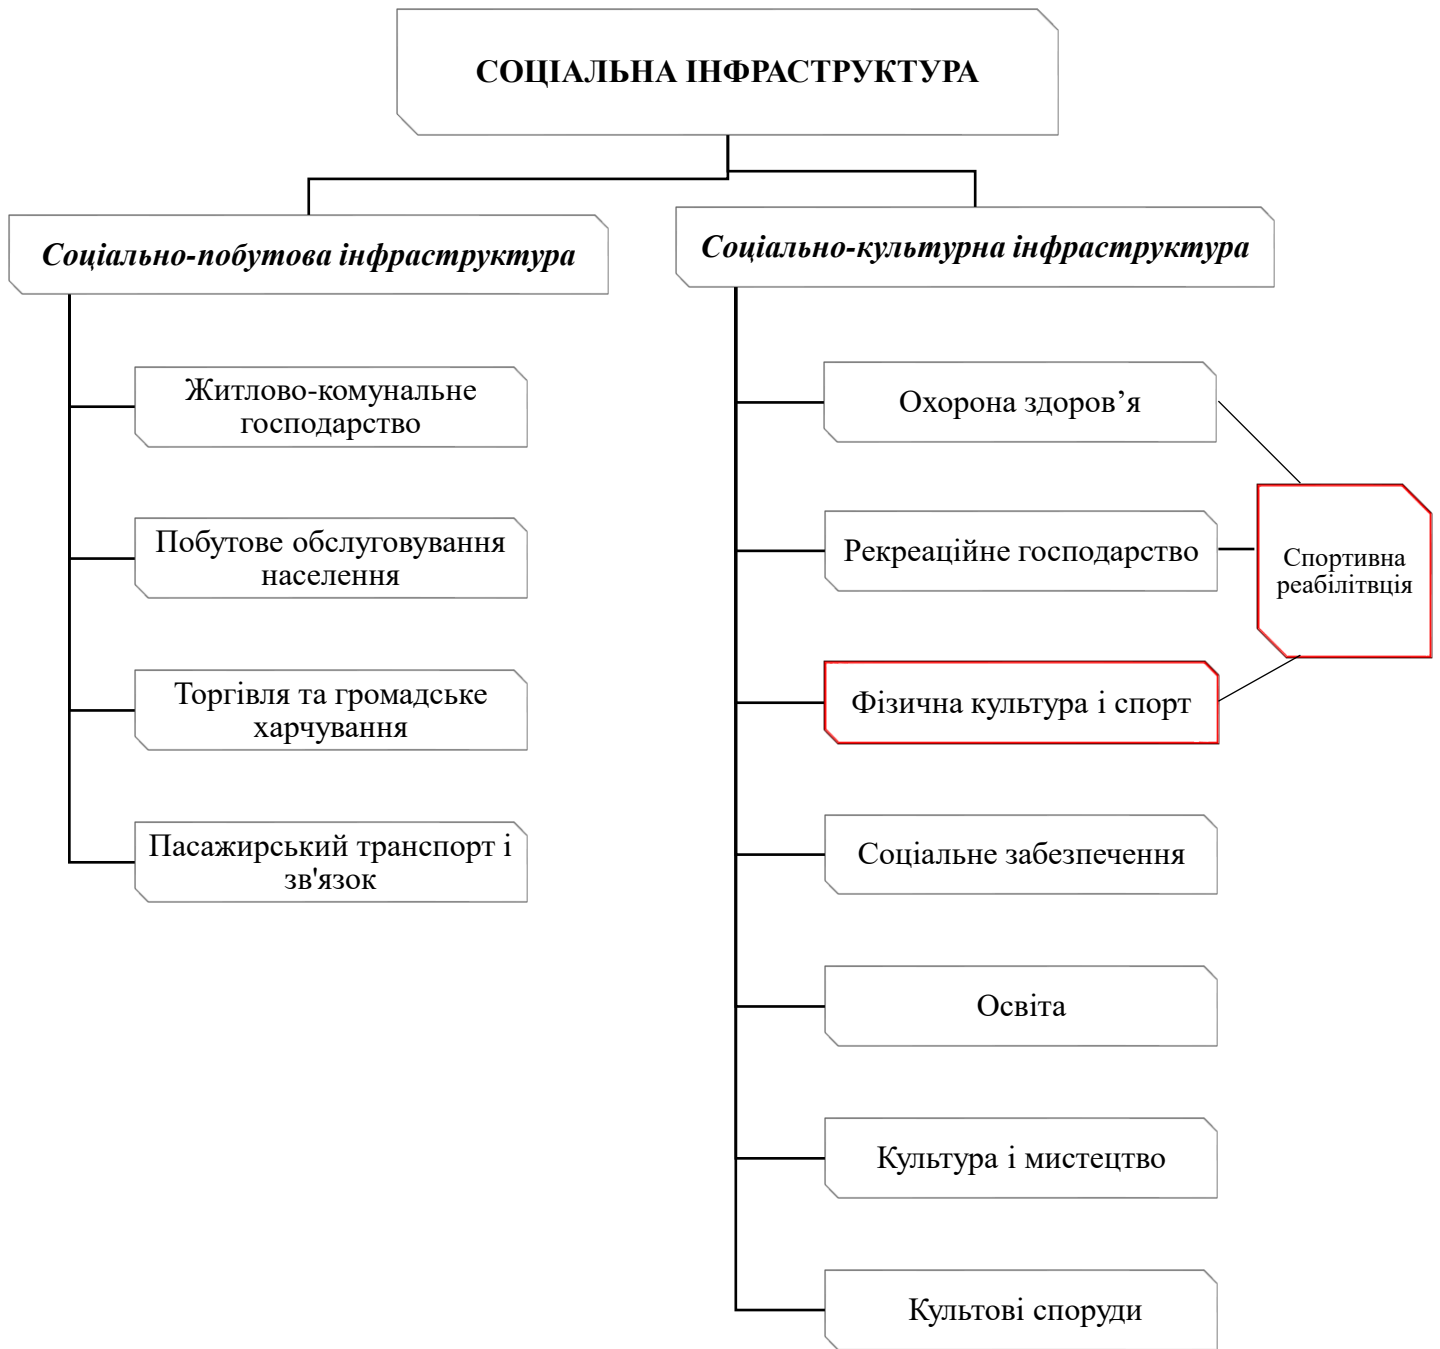 СОЦІАЛЬНА ІНФРАСТРУКТУРА
Соціально-побутова інфраструктура
Житлово-комунальне
господарство
Побутове обслуговування
населення
Торгівля та громадське
харчування
Пасажирський транспорт і
зв'язок
Соціально-культурна інфраструктура
Охорона здоров’я
Рекреаційне господарство
Фізична культура і спорт
Соціальне забезпечення
Освіта
Культура і мистецтво
Культові споруди
Спортивна
реабілітвція